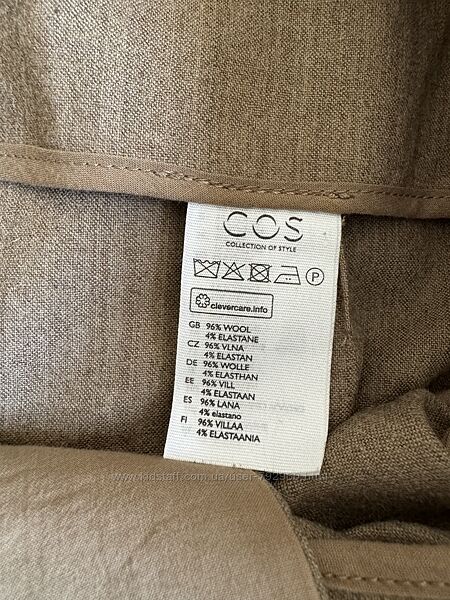 COS
COLLECTION OF STYLE
P
clevercare.info
GB 96% WOOL
4% ELASTANE
CZ 96% VLNA
4% ELASTAN
DE 96% WOLLE
4% ELASTHAN
EE 96% VILL
4% ELASTAAN
ES 96% LANA
4% elastano
FI 96% VILLAA
4% ELASTAANIA